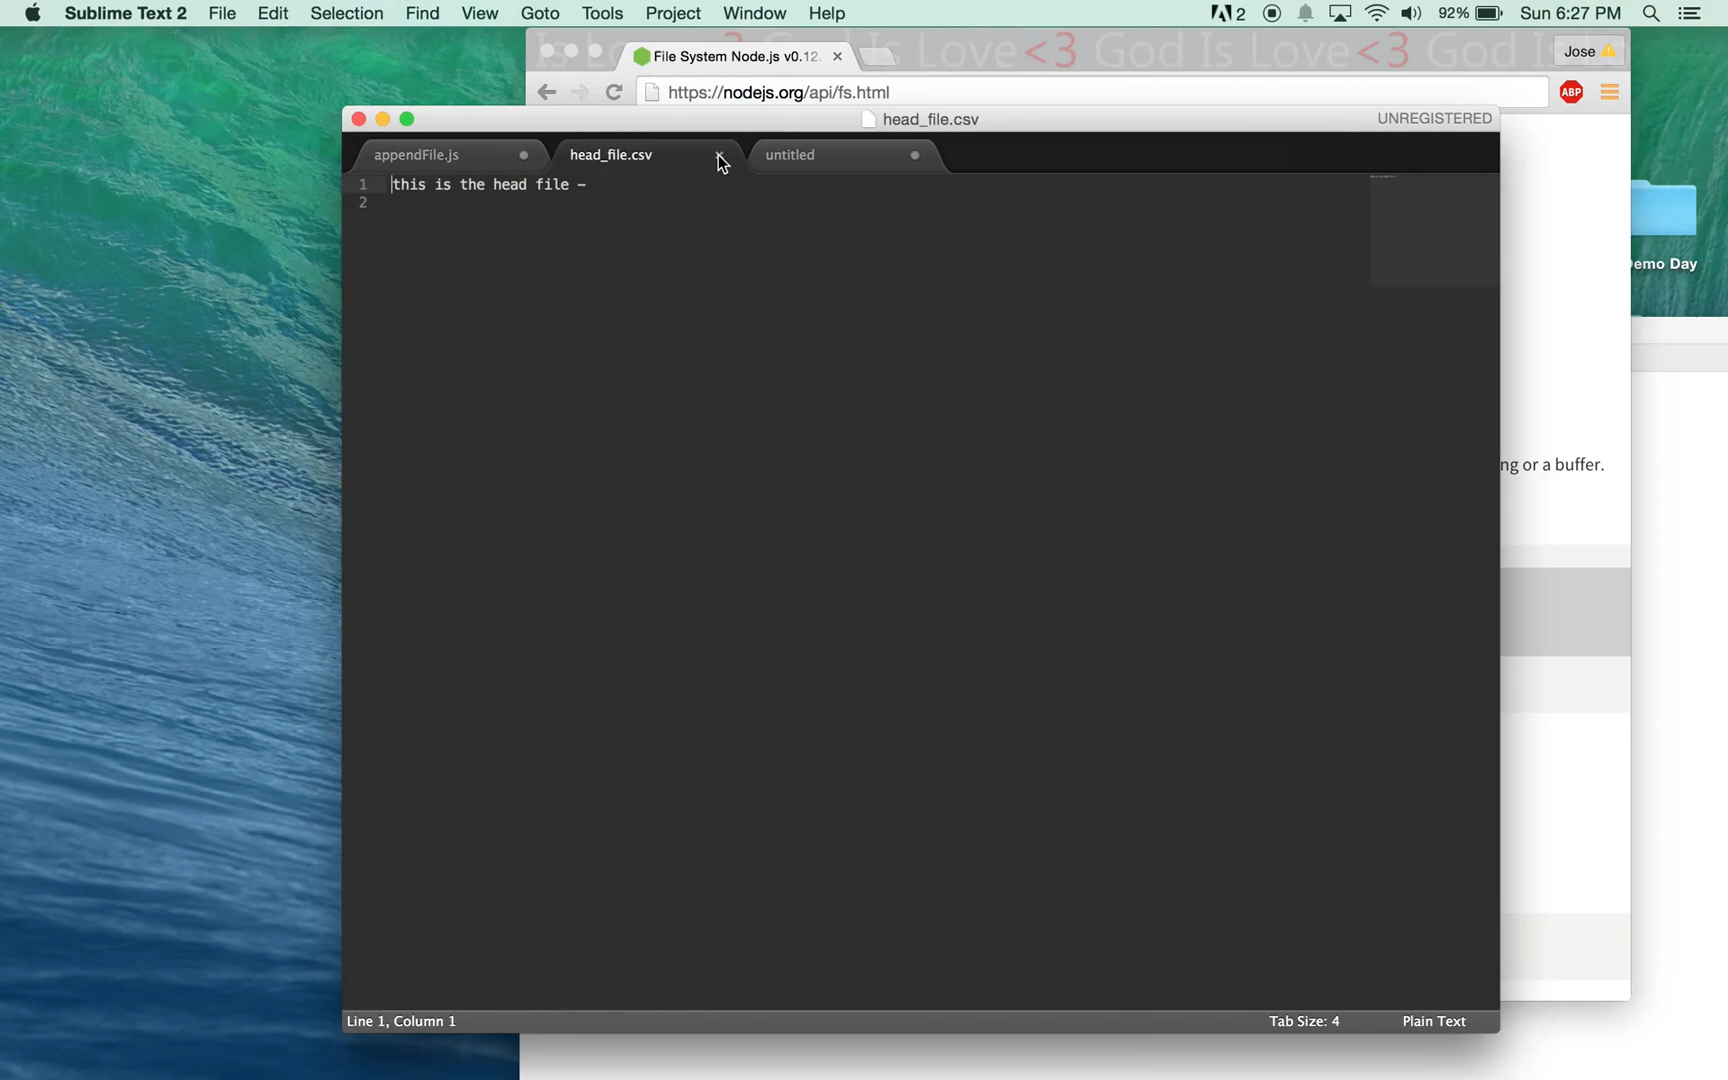 Sublime Text 2 File Edit Selection Find View Goto Tools Project Window Help 2 92% Sun 6:27 PM
God Is Love <3 God Is Love <3 God
File System Node.js v0.12. Jose
https://nodejs.org/api/fs.html ABP
head_file.csv UNREGISTERED
appendFile.js head_file.csv untitled
1 this is the head file -
2
emo Day
ng or a buffer.
Line 1, Column 1 Tab Size: 4 Plain Text